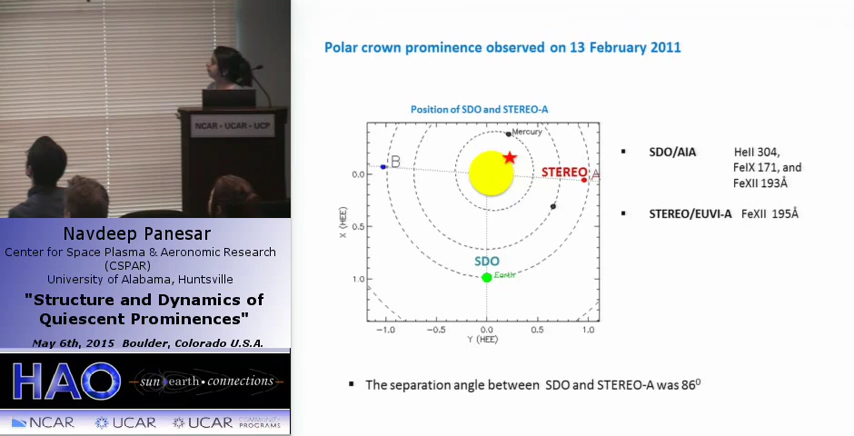 Polar crown prominence observed on 13 February 2011
Position of SDO and STEREO-A
Mercury
B
STEREO
A
SDO
Earth
0.0
0.5
1.0
X (HEE)
−1.0
−0.5
0.0
0.5
1.0
Y (HEE)
▪ SDO/AIA HeII 304,
FeIX 171, and
FeXII 193Å
▪ STEREO/EUVI-A FeXII 195Å
▪ The separation angle between SDO and STEREO-A was 86⁰
NCAR • UCAR • UCP
Navdeep Panesar
Center for Space Plasma & Aeronomic Research
(CSPAR)
University of Alabama, Huntsville
"Structure and Dynamics of
Quiescent Prominences"
May 6th, 2015 Boulder, Colorado U.S.A.
HAO
sun•earth•connections
NCAR
UCAR
UCAR COMMUNITY
PROGRAMS